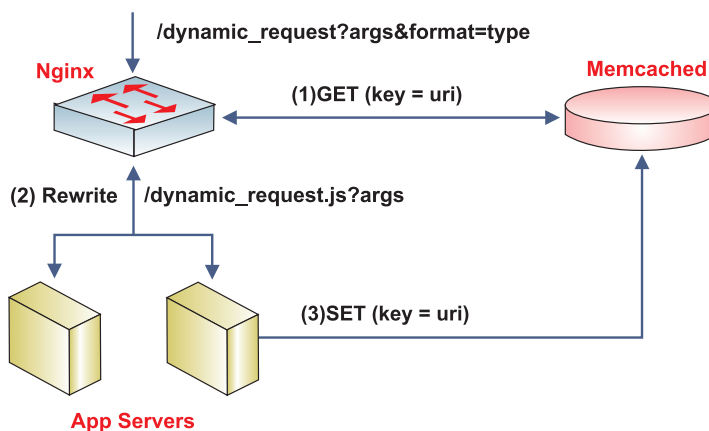 /dynamic_request?args&format=type
Nginx
Memcached
(1)GET (key = uri)
(2) Rewrite
/dynamic_request.js?args
(3)SET (key = uri)
App Servers